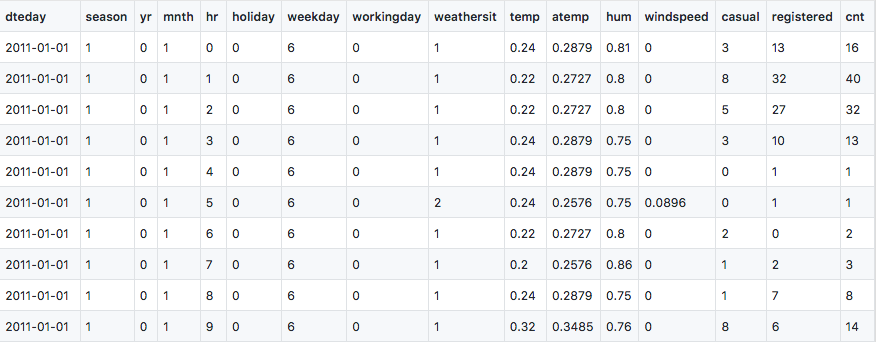 dteday season yr mnth hr holiday weekday workingday weathersit temp atemp hum windspeed casual registered cnt
2011-01-01 1 0 1 0 0 6 0 1 0.24 0.2879 0.81 0 3 13 16
2011-01-01 1 0 1 1 0 6 0 1 0.22 0.2727 0.8 0 8 32 40
2011-01-01 1 0 1 2 0 6 0 1 0.22 0.2727 0.8 0 5 27 32
2011-01-01 1 0 1 3 0 6 0 1 0.24 0.2879 0.75 0 3 10 13
2011-01-01 1 0 1 4 0 6 0 1 0.24 0.2879 0.75 0 0 1 1
2011-01-01 1 0 1 5 0 6 0 2 0.24 0.2576 0.75 0.0896 0 1 1
2011-01-01 1 0 1 6 0 6 0 1 0.22 0.2727 0.8 0 2 0 2
2011-01-01 1 0 1 7 0 6 0 1 0.2 0.2576 0.86 0 1 2 3
2011-01-01 1 0 1 8 0 6 0 1 0.24 0.2879 0.75 0 1 7 8
2011-01-01 1 0 1 9 0 6 0 1 0.32 0.3485 0.76 0 8 6 14